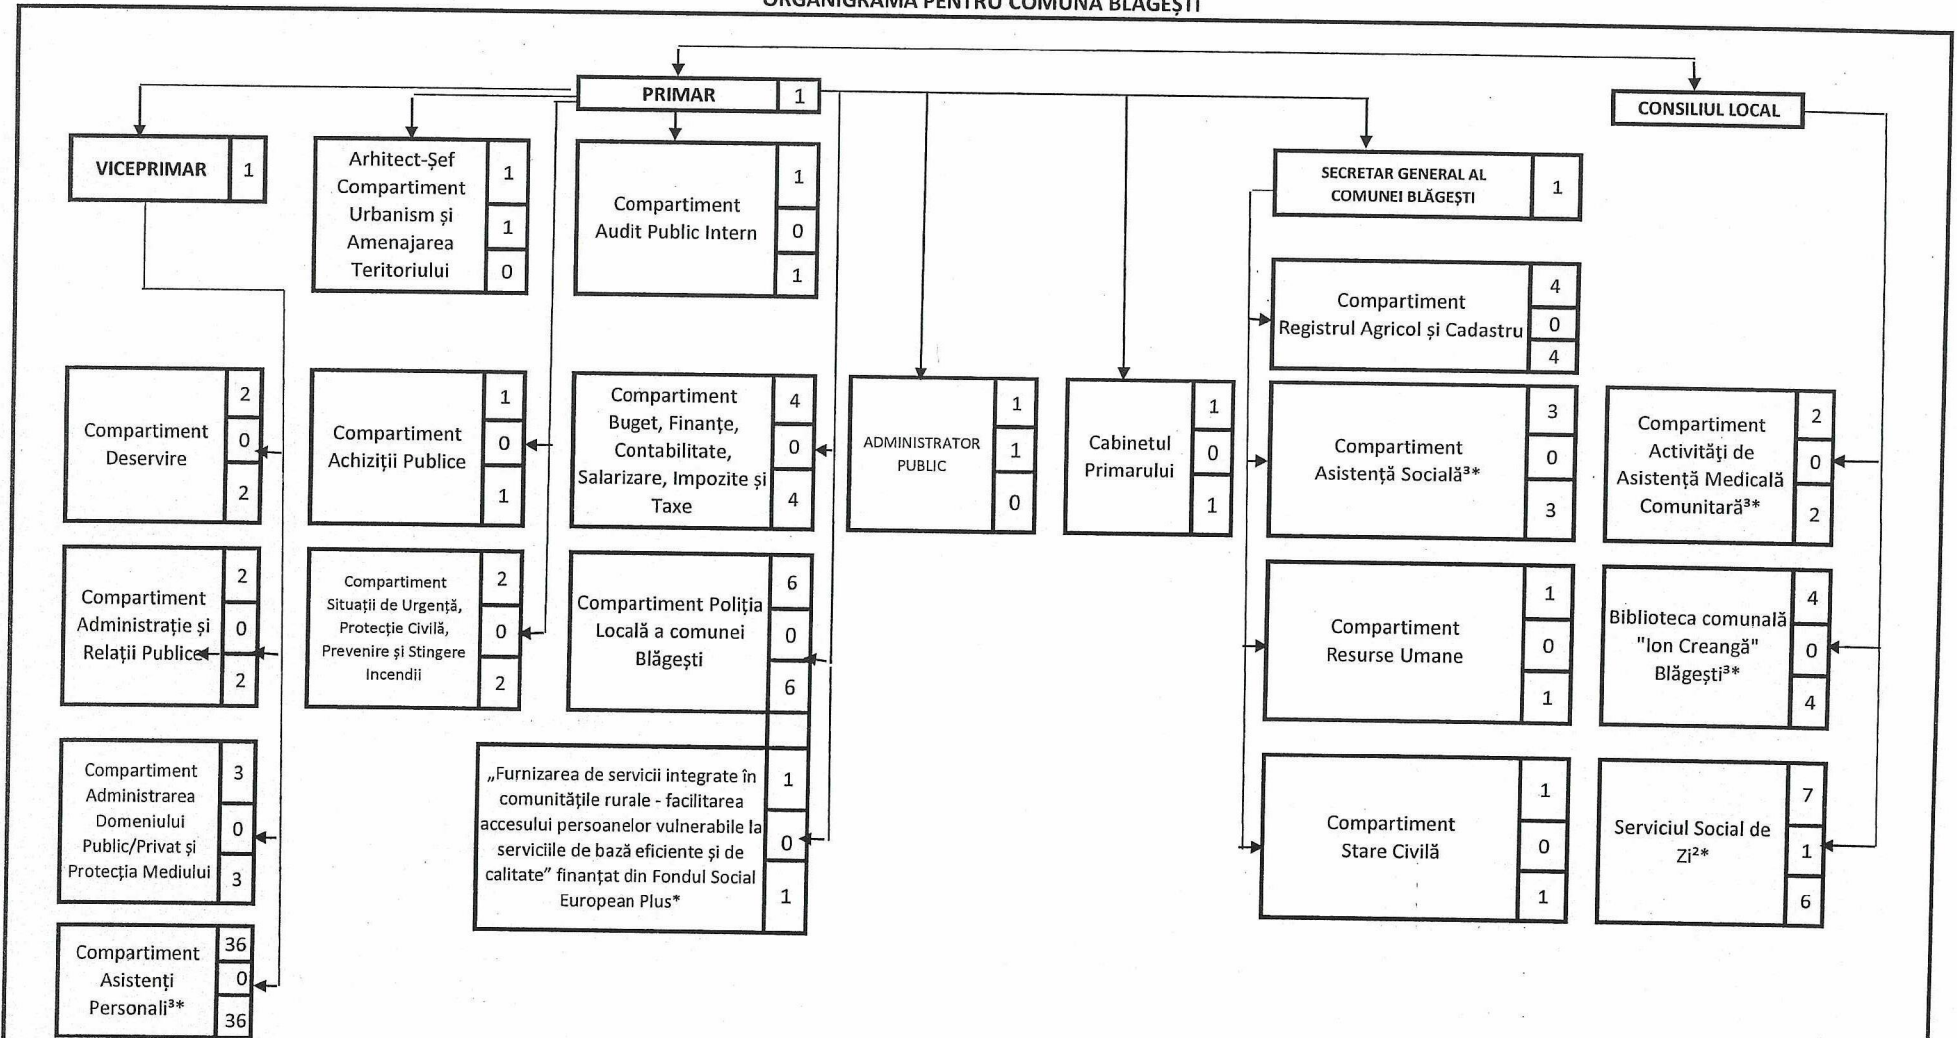 ORGANIGRAMA PENTRU COMUNA BLĂGEȘTI
PRIMAR 1
CONSILIUL LOCAL
VICEPRIMAR 1
Arhitect-Șef
Compartiment
Urbanism și
Amenajarea
Teritoriului
1
1
0
Compartiment
Audit Public Intern
1
0
1
SECRETAR GENERAL AL
COMUNEI BLĂGEȘTI
1
Compartiment
Registrul Agricol și Cadastru
4
0
4
Compartiment
Deservire
2
0
2
Compartiment
Achiziții Publice
1
0
1
Compartiment
Buget, Finanțe,
Contabilitate,
Salarizare, Impozite și
Taxe
4
0
4
ADMINISTRATOR
PUBLIC
1
1
0
Cabinetul
Primarului
1
0
1
Compartiment
Asistență Socială³*
3
0
3
Compartiment
Activități de
Asistență Medicală
Comunitară³*
2
0
2
Compartiment
Administrație și
Relații Publice
2
0
2
Compartiment
Situații de Urgență,
Protecție Civilă,
Prevenire și Stingere
Incendii
2
0
2
Compartiment Poliția
Locală a comunei
Blăgești
6
0
6
Compartiment
Resurse Umane
1
0
1
Biblioteca comunală
"Ion Creangă"
Blăgești³*
4
0
4
Compartiment
Administrarea
Domeniului
Public/Privat și
Protecția Mediului
3
0
3
„Furnizarea de servicii integrate în
comunitățile rurale - facilitarea
accesului persoanelor vulnerabile la
serviciile de bază eficiente și de
calitate” finanțat din Fondul Social
European Plus*
1
0
1
Compartiment
Stare Civilă
1
0
1
Serviciul Social de
Zi²*
7
1
6
Compartiment
Asistenți
Personali³*
36
0
36